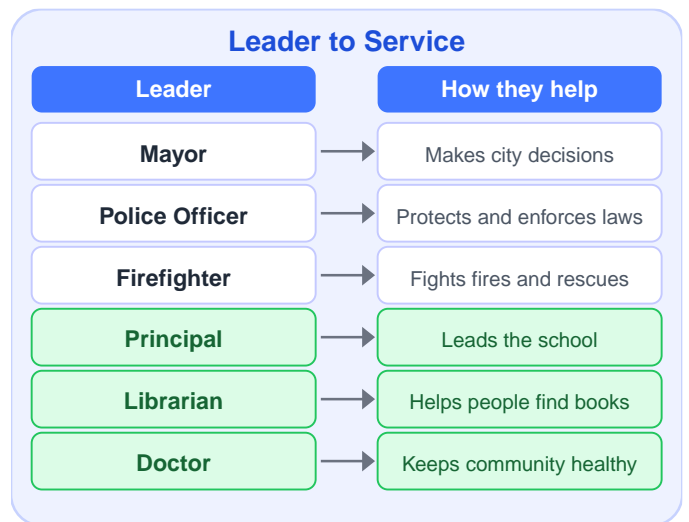 Leader to Service
Leader How they help
Mayor Makes city decisions
Police Officer Protects and enforces laws
Firefighter Fights fires and rescues
Principal Leads the school
Librarian Helps people find books
Doctor Keeps community healthy